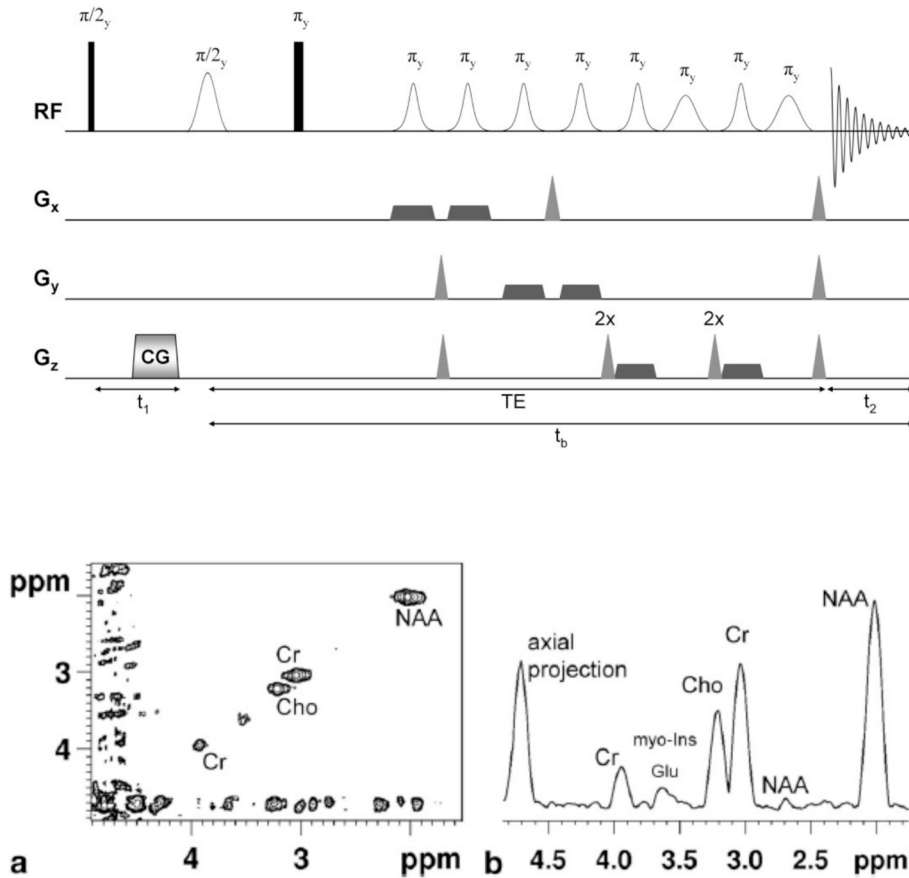 π/2y
π/2y
πy
πy
πy
πy
πy
πy
πy
πy
πy
RF
Gx
Gy
2x
2x
Gz
CG
t1
TE
t2
tb
ppm
NAA
Cr
3
Cho
4
Cr
a
4
3
ppm
NAA
axial
projection
Cr
Cho
myo-Ins
Cr
Glu
NAA
b
4.5
4.0
3.5
3.0
2.5
ppm